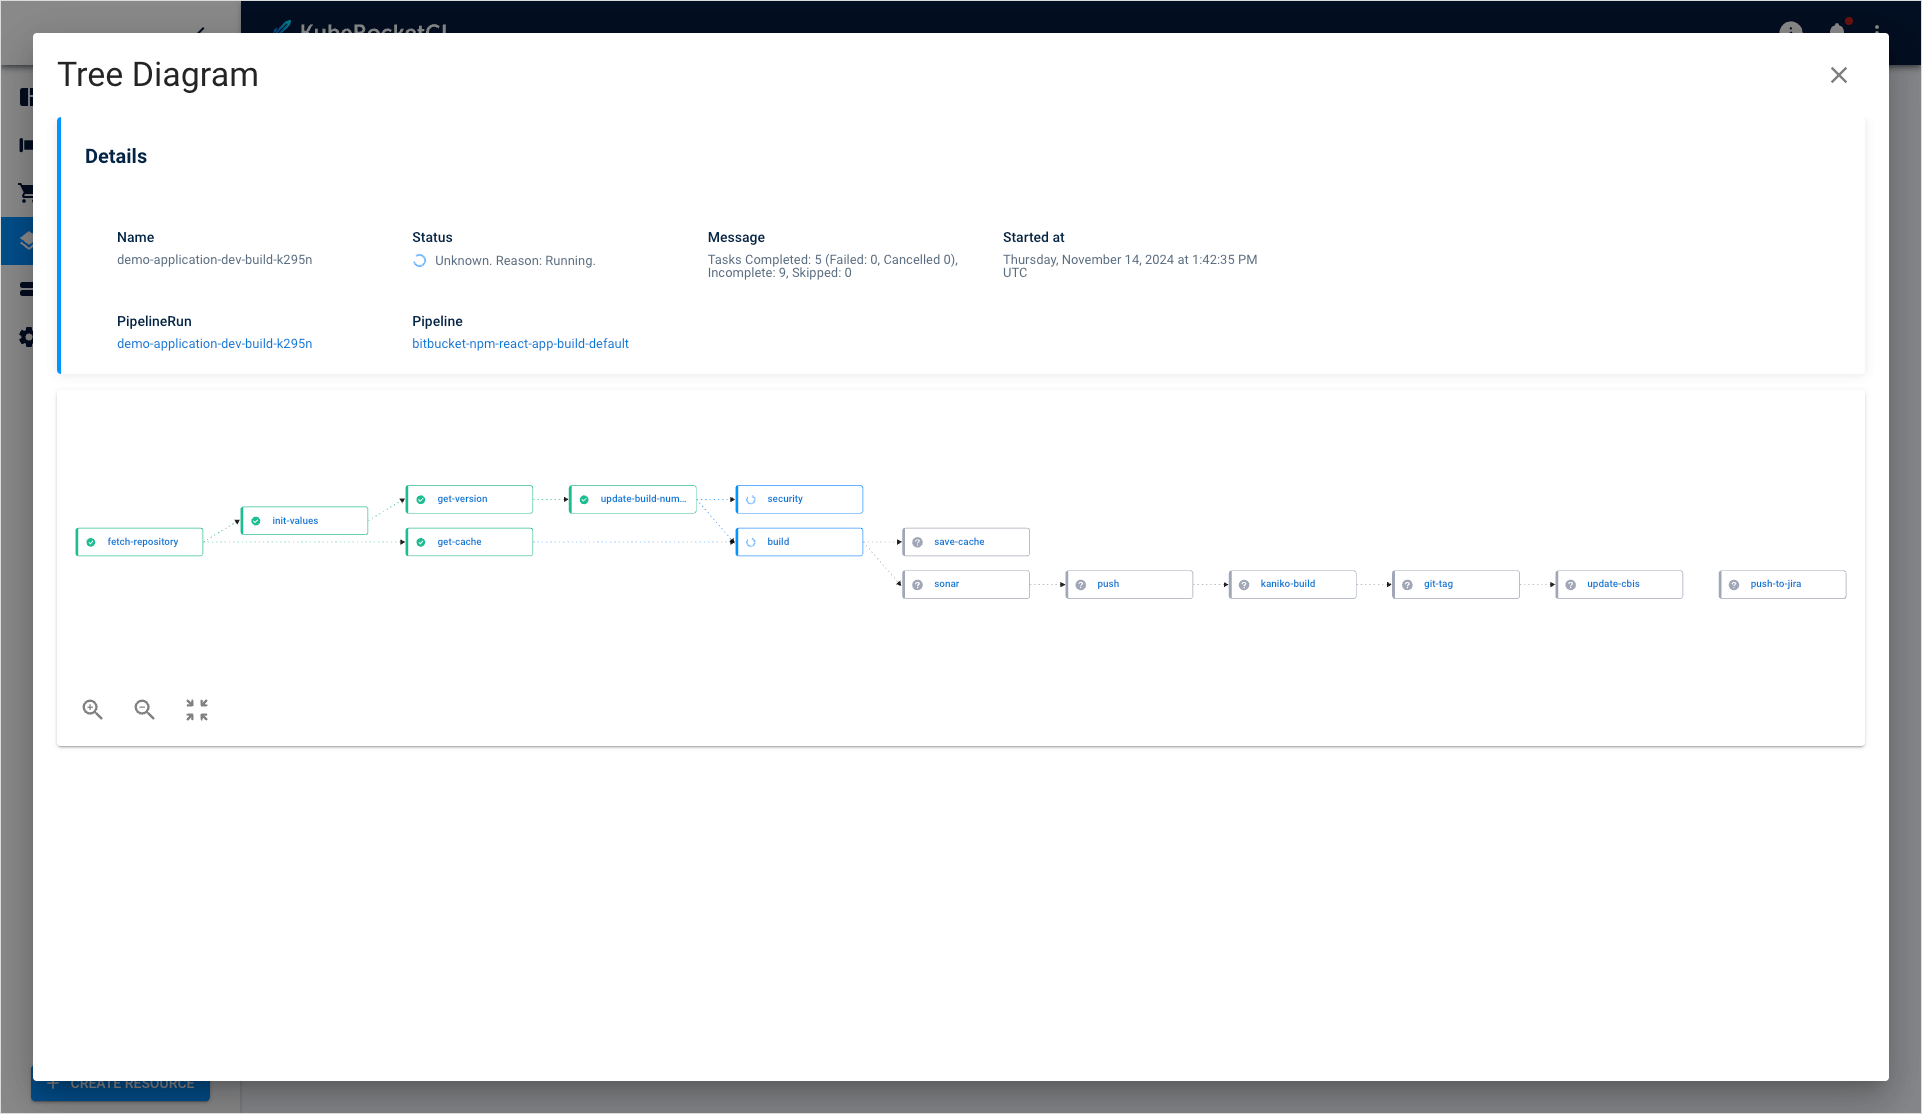 KubeRocketCI
Tree Diagram
Details
Name
demo-application-dev-build-k295n
Status
Unknown. Reason: Running.
Message
Tasks Completed: 5 (Failed: 0, Cancelled 0),
Incomplete: 9, Skipped: 0
Started at
Thursday, November 14, 2024 at 1:42:35 PM
UTC
PipelineRun
demo-application-dev-build-k295n
Pipeline
bitbucket-npm-react-app-build-default
fetch-repository
init-values
get-version
get-cache
update-build-num...
security
build
save-cache
sonar
push
kaniko-build
git-tag
update-cbis
push-to-jira
+ CREATE RESOURCE